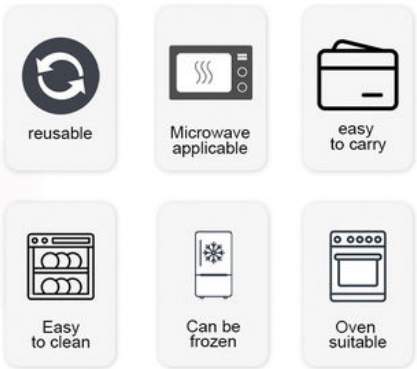 reusable
Microwave
applicable
easy
to carry
Easy
to clean
Can be
frozen
Oven
suitable